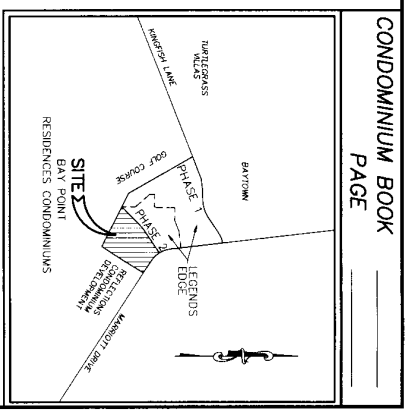 CONDOMINIUM BOOK
PAGE
TURTLEGRASS
VILLAS
KINGFISH LANE
BAYTOWN
GOLF COURSE
PHASE 1
PHASE 2
LEGENDS
EDGE
SITE
BAY POINT
RESIDENCES CONDOMINIUMS
REFLECTIONS
CONDOMINIUM
DEVELOPMENT
MARRIOTT DRIVE